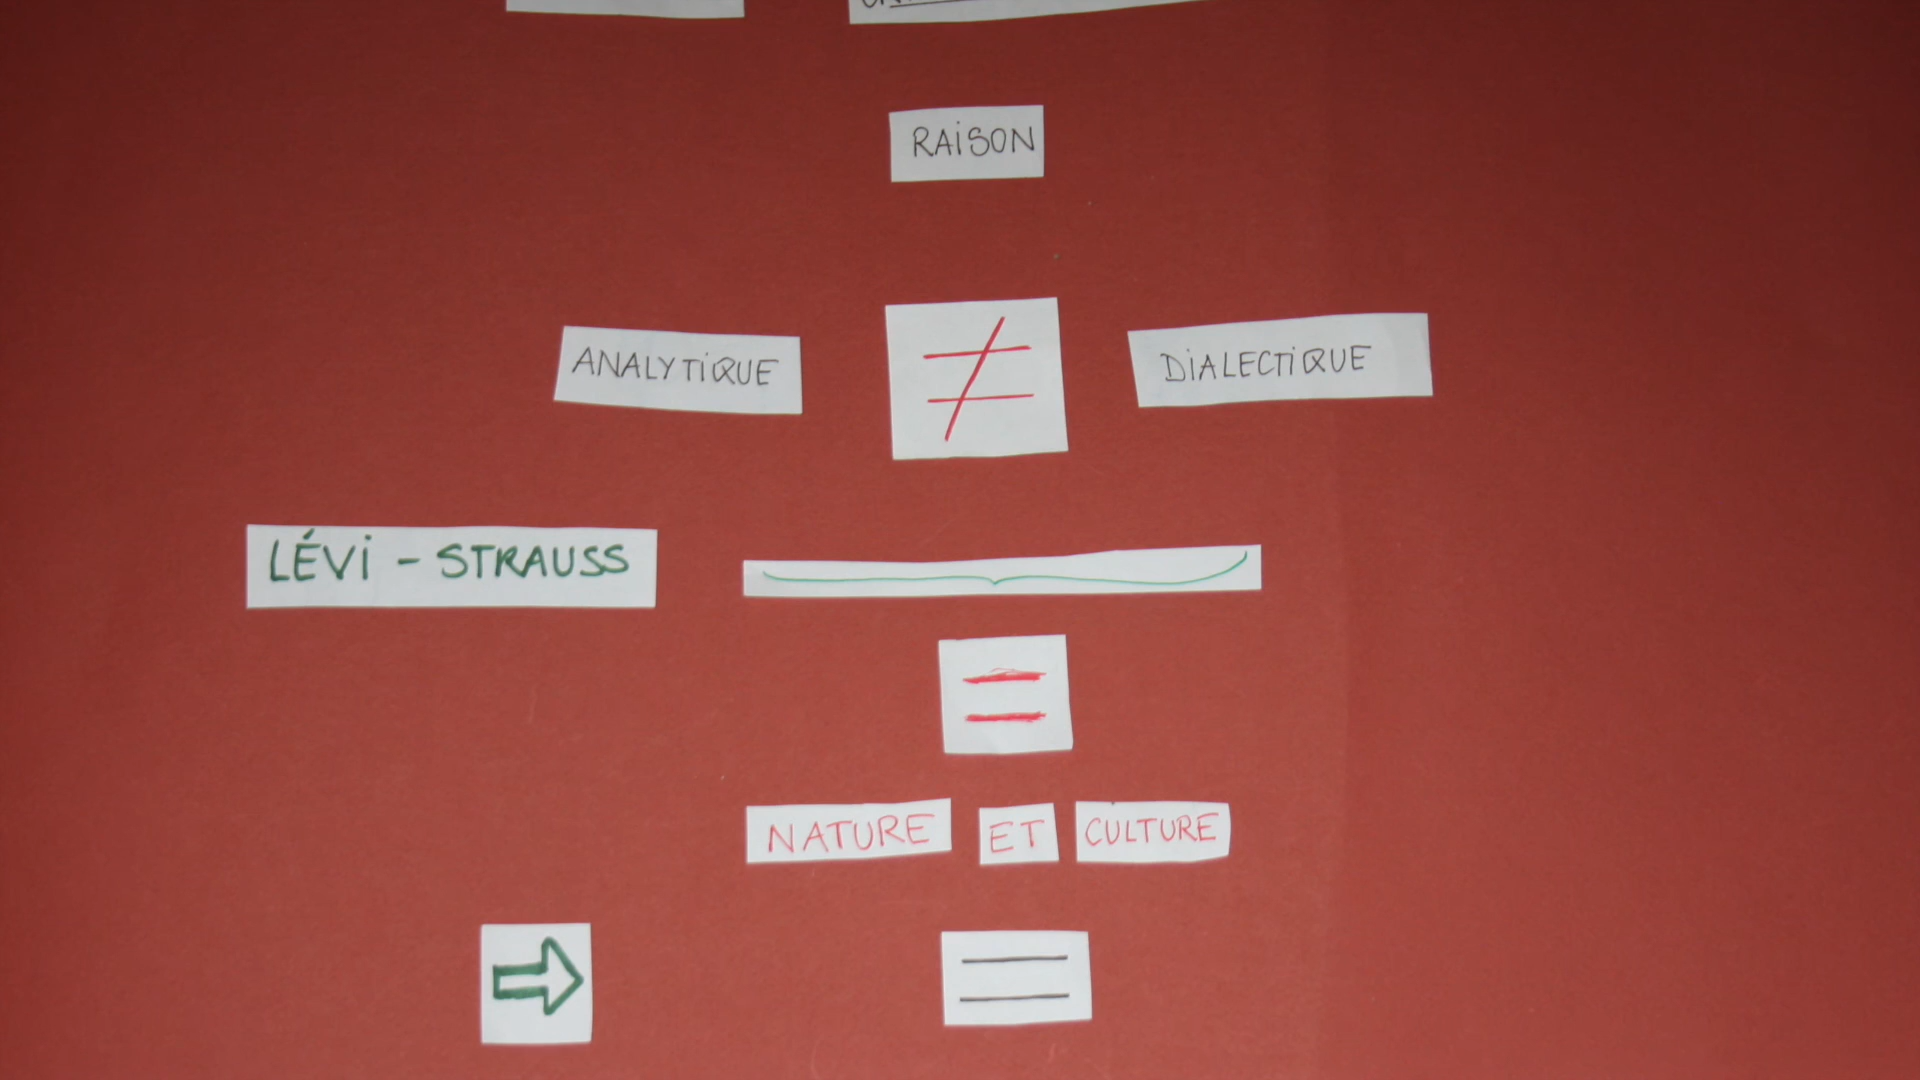 RAISON
ANALYTIQUE ≠ DIALECTIQUE
LÉVI - STRAUSS
=
NATURE ET CULTURE
=